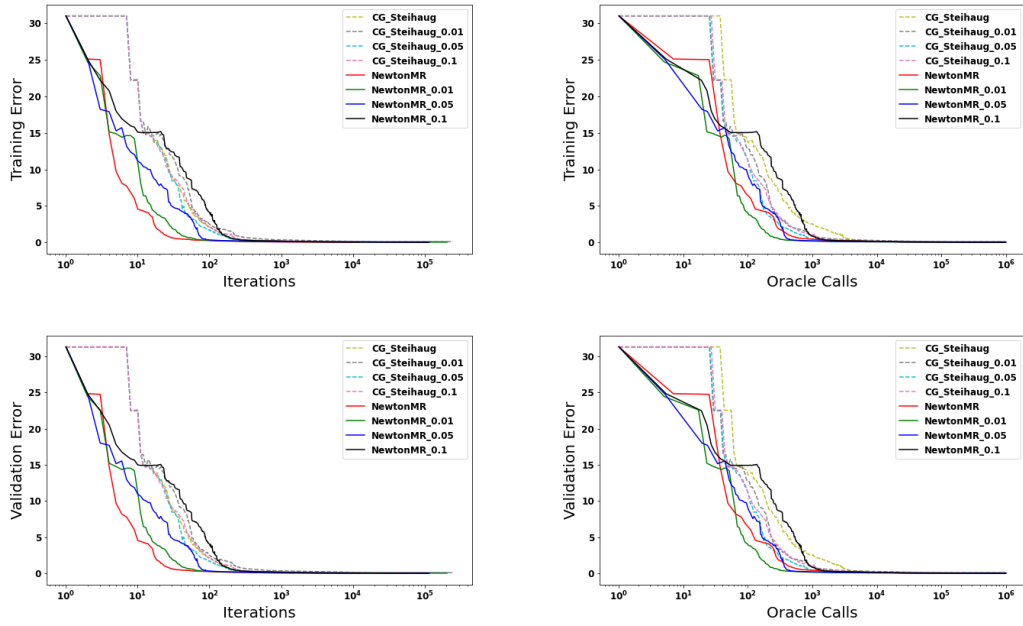 Training Error
30
25
20
15
10
5
0
10^0 10^1 10^2 10^3 10^4 10^5
Iterations
CG_Steihaug
CG_Steihaug_0.01
CG_Steihaug_0.05
CG_Steihaug_0.1
NewtonMR
NewtonMR_0.01
NewtonMR_0.05
NewtonMR_0.1
Training Error
30
25
20
15
10
5
0
10^0 10^1 10^2 10^3 10^4 10^5 10^6
Oracle Calls
CG_Steihaug
CG_Steihaug_0.01
CG_Steihaug_0.05
CG_Steihaug_0.1
NewtonMR
NewtonMR_0.01
NewtonMR_0.05
NewtonMR_0.1
Validation Error
30
25
20
15
10
5
0
10^0 10^1 10^2 10^3 10^4 10^5
Iterations
CG_Steihaug
CG_Steihaug_0.01
CG_Steihaug_0.05
CG_Steihaug_0.1
NewtonMR
NewtonMR_0.01
NewtonMR_0.05
NewtonMR_0.1
Validation Error
30
25
20
15
10
5
0
10^0 10^1 10^2 10^3 10^4 10^5 10^6
Oracle Calls
CG_Steihaug
CG_Steihaug_0.01
CG_Steihaug_0.05
CG_Steihaug_0.1
NewtonMR
NewtonMR_0.01
NewtonMR_0.05
NewtonMR_0.1